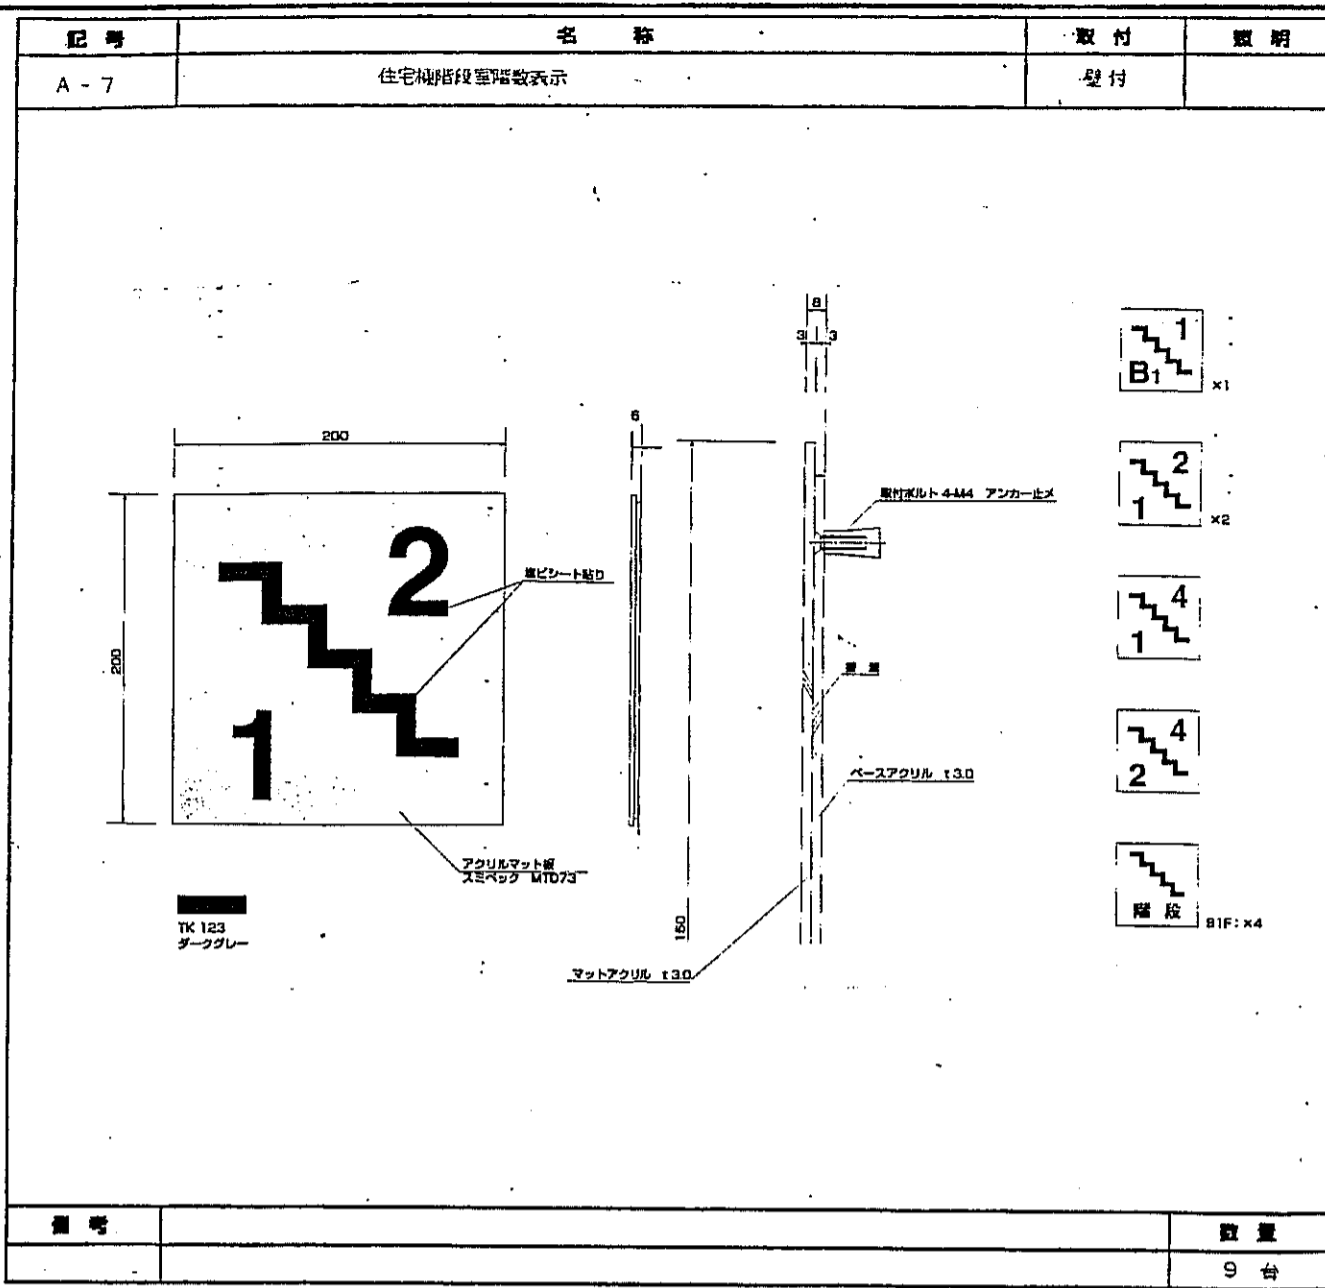 記号 名称 取付 照明
A - 7 住宅棟階段室階数表示 壁付
8
3 3
1
B1
×1
6
200
2
1
×2
取付ボルト 4-M4 アンカー止メ
2
塩ビシート貼り
4
1
200
接着
1
ベースアクリル t3.0
4
2
アクリルマット板
スミペック MT073
階段
B1F:×4
TK 123
ダークグレー
150
マットアクリル t3.0
備考 数量
9 台